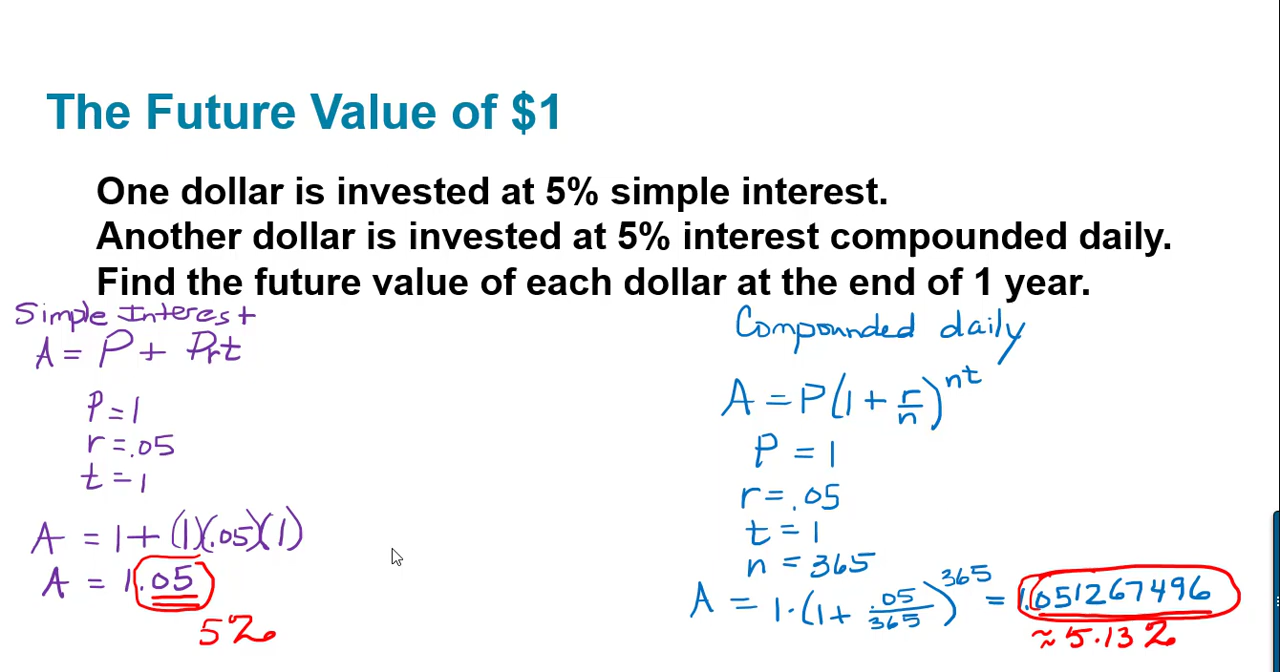 The Future Value of $1
One dollar is invested at 5% simple interest.
Another dollar is invested at 5% interest compounded daily.
Find the future value of each dollar at the end of 1 year.
Simple Interest
A = P + Prt
P = 1
r = .05
t = 1
A = 1 + (1)(.05)(1)
A = 1.05
5%
Compounded daily
A = P(1 + r/n)^nt
P = 1
r = .05
t = 1
n = 365
A = 1·(1 + .05/365)^365 = 1.051267496
≈ 5.13%